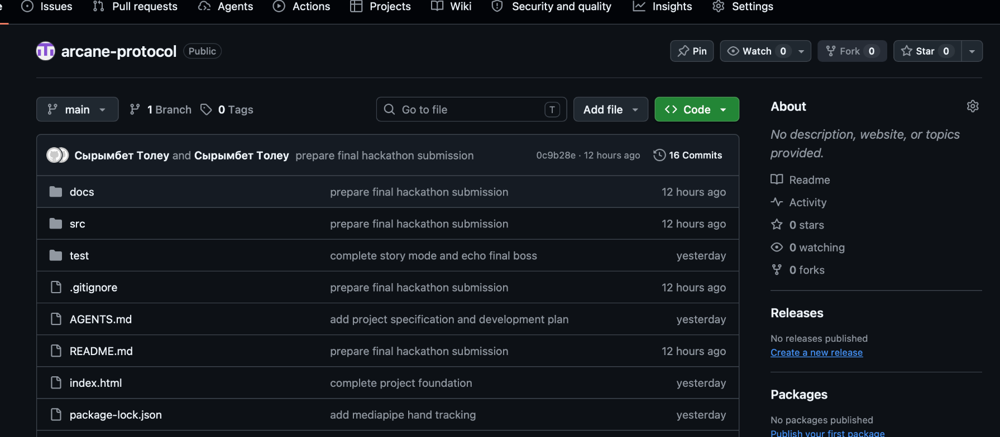 e Issues Pull requests Agents Actions Projects Wiki Security and quality Insights Settings
arcane-protocol Public Pin Watch 0 Fork 0 Star 0
main 1 Branch 0 Tags Go to file T Add file Code
Сырымбет Толеу and Сырымбет Толеу prepare final hackathon submission 0c9b28e · 12 hours ago 16 Commits
docs prepare final hackathon submission 12 hours ago
src prepare final hackathon submission 12 hours ago
test complete story mode and echo final boss yesterday
.gitignore prepare final hackathon submission 12 hours ago
AGENTS.md add project specification and development plan yesterday
README.md prepare final hackathon submission 12 hours ago
index.html complete project foundation yesterday
package-lock.json add mediapipe hand tracking yesterday
About
No description, website, or topics
provided.
Readme
Activity
0 stars
0 watching
0 forks
Releases
No releases published
Create a new release
Packages
No packages published
Publish your first package